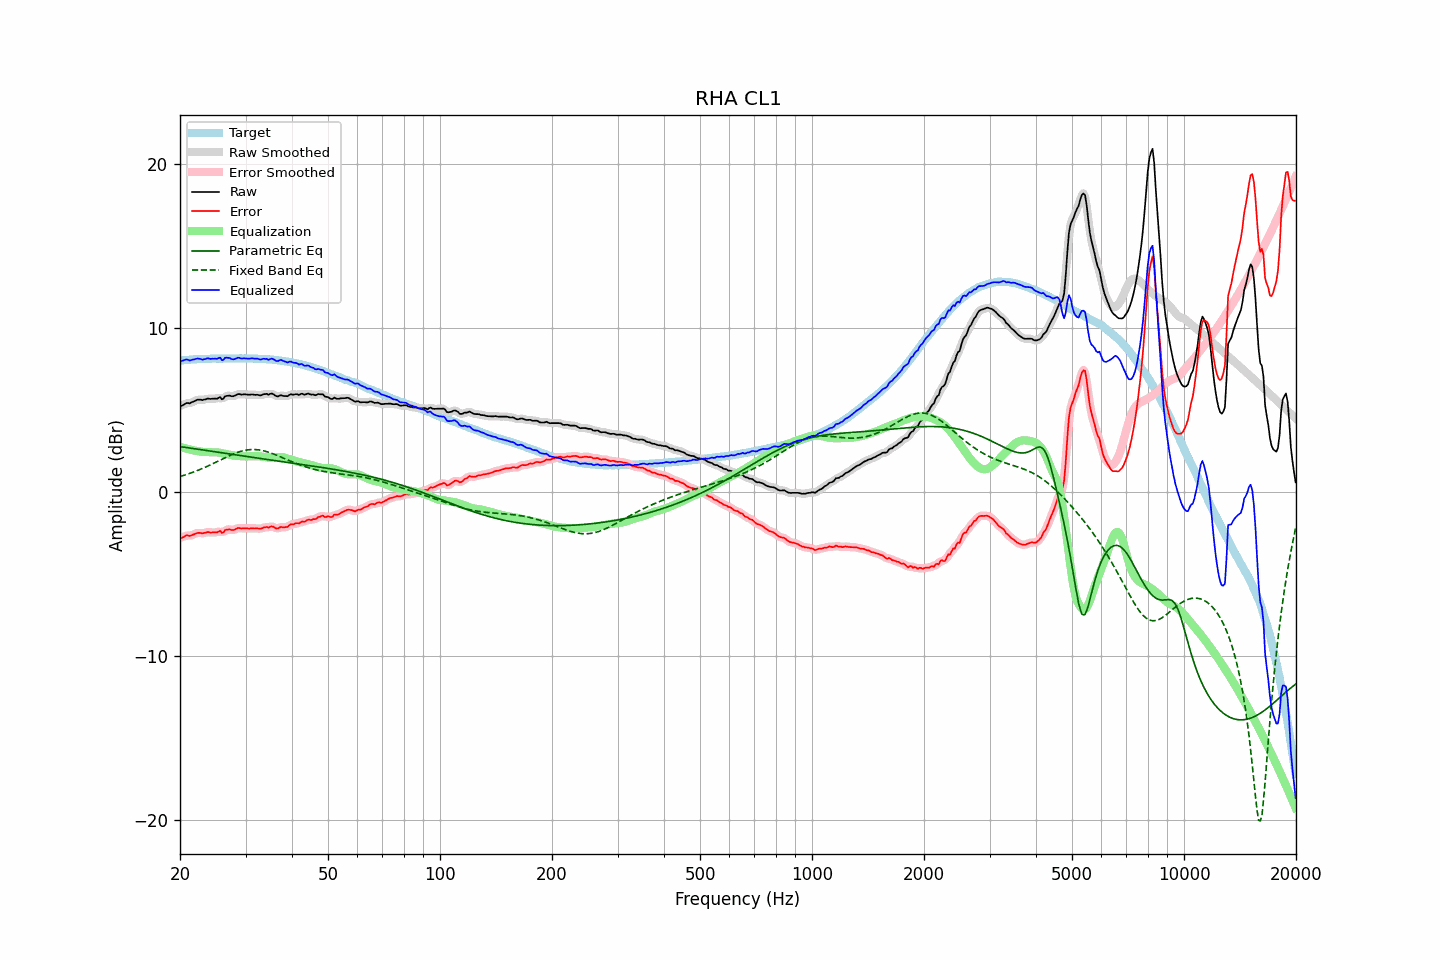 RHA CL1
Target
Raw Smoothed
Error Smoothed
Raw
Error
Equalization
Parametric Eq
Fixed Band Eq
Equalized
Amplitude (dBr)
20
10
0
−10
−20
20 50 100 200 500 1000 2000 5000 10000 20000
Frequency (Hz)